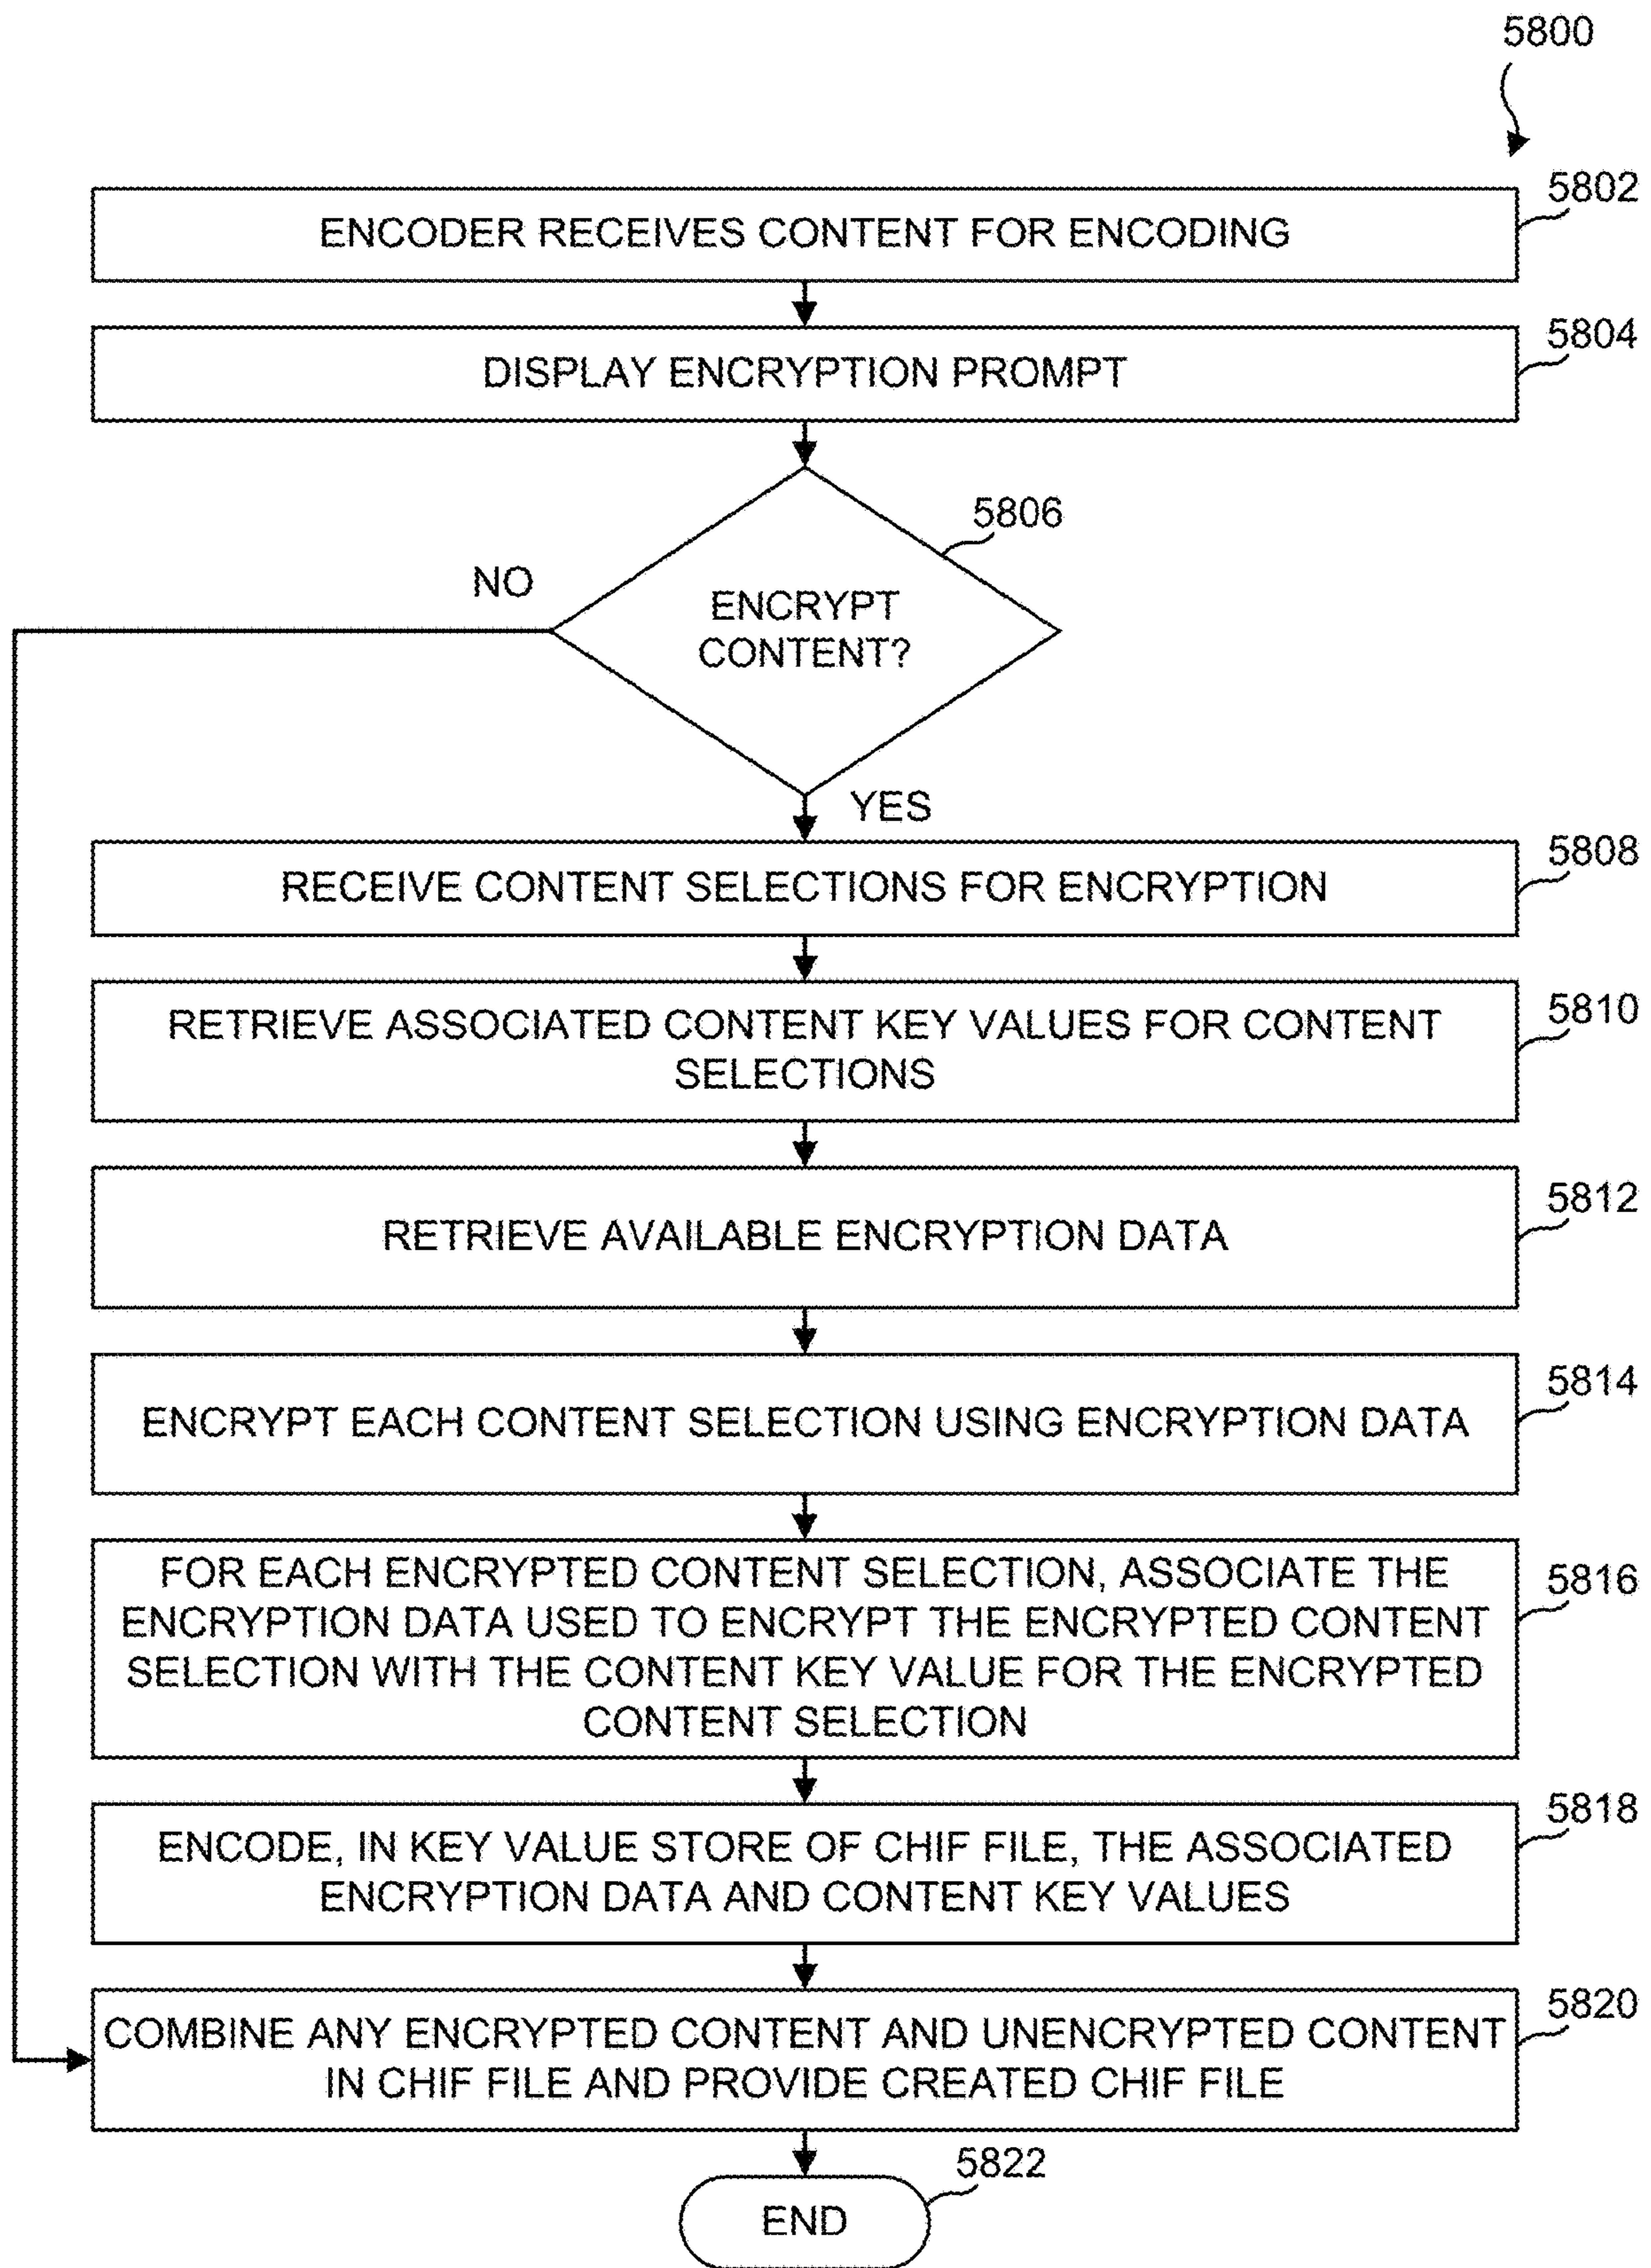 5800
5802
ENCODER RECEIVES CONTENT FOR ENCODING
5804
DISPLAY ENCRYPTION PROMPT
5806
NO
ENCRYPT
CONTENT?
YES
5808
RECEIVE CONTENT SELECTIONS FOR ENCRYPTION
5810
RETRIEVE ASSOCIATED CONTENT KEY VALUES FOR CONTENT
SELECTIONS
5812
RETRIEVE AVAILABLE ENCRYPTION DATA
5814
ENCRYPT EACH CONTENT SELECTION USING ENCRYPTION DATA
5816
FOR EACH ENCRYPTED CONTENT SELECTION, ASSOCIATE THE
ENCRYPTION DATA USED TO ENCRYPT THE ENCRYPTED CONTENT
SELECTION WITH THE CONTENT KEY VALUE FOR THE ENCRYPTED
CONTENT SELECTION
5818
ENCODE, IN KEY VALUE STORE OF CHIF FILE, THE ASSOCIATED
ENCRYPTION DATA AND CONTENT KEY VALUES
5820
COMBINE ANY ENCRYPTED CONTENT AND UNENCRYPTED CONTENT
IN CHIF FILE AND PROVIDE CREATED CHIF FILE
5822
END